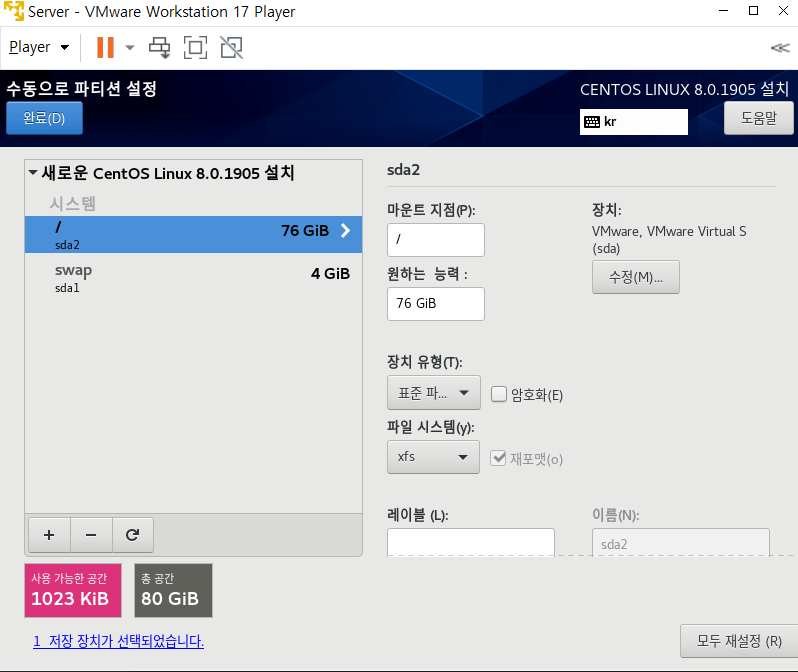 Server - VMware Workstation 17 Player
Player
수동으로 파티션 설정
CENTOS LINUX 8.0.1905 설치
완료(D)
kr
도움말
새로운 CentOS Linux 8.0.1905 설치
시스템
/
76 GiB
sda2
swap
4 GiB
sda1
sda2
마운트 지점(P):
/
장치:
VMware, VMware Virtual S
(sda)
수정(M)...
원하는 능력 :
76 GiB
장치 유형(T):
표준 파...
암호화(E)
파일 시스템(y):
xfs
재포맷(o)
레이블 (L):
이름(N):
sda2
사용 가능한 공간
1023 KiB
총 공간
80 GiB
1 저장 장치가 선택되었습니다.
모두 재설정 (R)